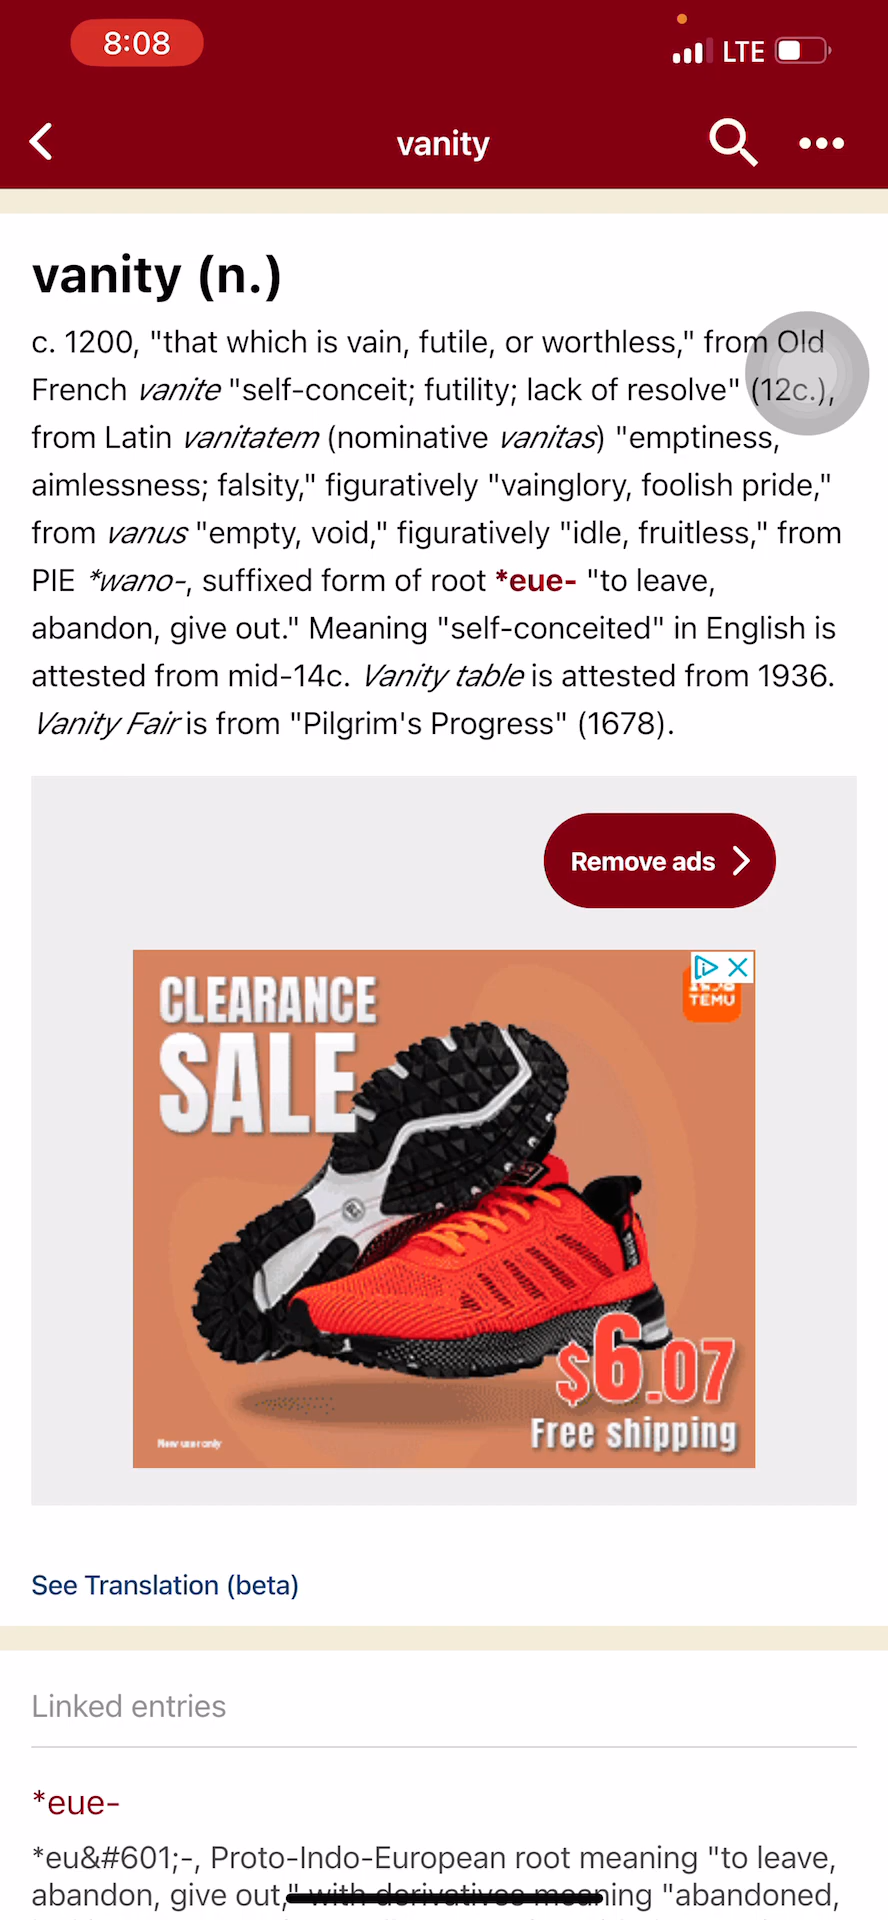 8:08
LTE
vanity
vanity (n.)
c. 1200, "that which is vain, futile, or worthless," from Old
French vanite "self-conceit; futility; lack of resolve" (12c.),
from Latin vanitatem (nominative vanitas) "emptiness,
aimlessness; falsity," figuratively "vainglory, foolish pride,"
from vanus "empty, void," figuratively "idle, fruitless," from
PIE *wano-, suffixed form of root *eue- "to leave,
abandon, give out." Meaning "self-conceited" in English is
attested from mid-14c. Vanity table is attested from 1936.
Vanity Fair is from "Pilgrim's Progress" (1678).
Remove ads
CLEARANCE
SALE
TEMU
$6.07
Free shipping
New user only
See Translation (beta)
Linked entries
*eue-
*eu&#601;-, Proto-Indo-European root meaning "to leave,
abandon, give out," with derivatives meaning "abandoned,